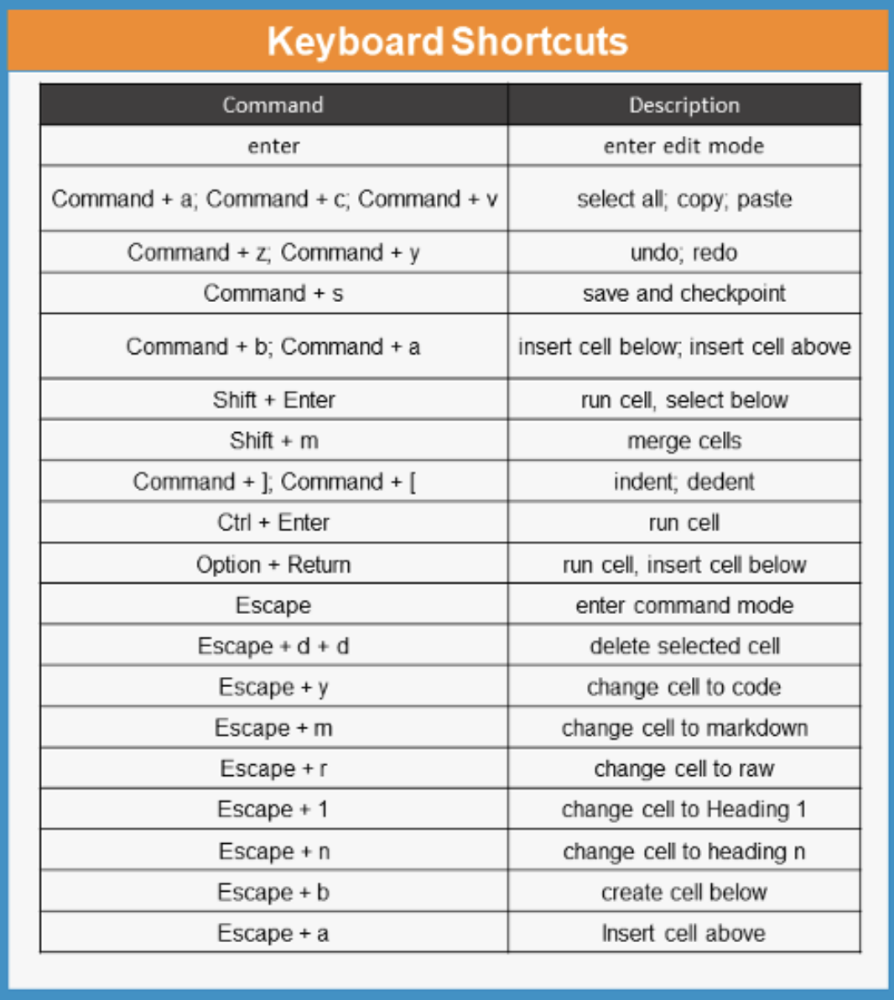 Keyboard Shortcuts
Command Description
enter enter edit mode
Command + a; Command + c; Command + v select all; copy; paste
Command + z; Command + y undo; redo
Command + s save and checkpoint
Command + b; Command + a insert cell below; insert cell above
Shift + Enter run cell, select below
Shift + m merge cells
Command + ]; Command + [ indent; dedent
Ctrl + Enter run cell
Option + Return run cell, insert cell below
Escape enter command mode
Escape + d + d delete selected cell
Escape + y change cell to code
Escape + m change cell to markdown
Escape + r change cell to raw
Escape + 1 change cell to Heading 1
Escape + n change cell to heading n
Escape + b create cell below
Escape + a Insert cell above